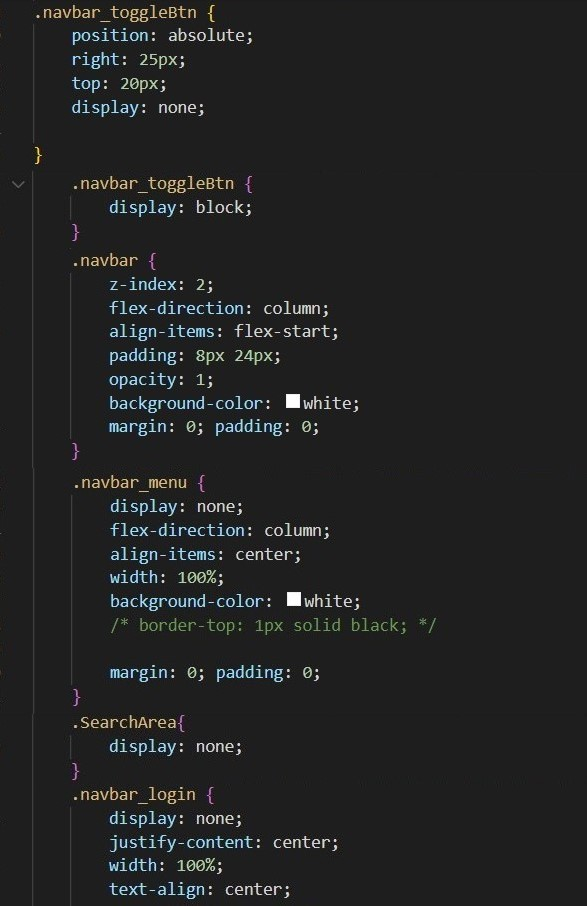 .navbar_toggleBtn {
    position: absolute;
    right: 25px;
    top: 20px;
    display: none;

}
    .navbar_toggleBtn {
        display: block;
    }
    .navbar {
        z-index: 2;
        flex-direction: column;
        align-items: flex-start;
        padding: 8px 24px;
        opacity: 1;
        background-color: white;
        margin: 0; padding: 0;
    }
    .navbar_menu {
        display: none;
        flex-direction: column;
        align-items: center;
        width: 100%;
        background-color: white;
        /* border-top: 1px solid black; */

        margin: 0; padding: 0;
    }
    .SearchArea{
        display: none;
    }
    .navbar_login {
        display: none;
        justify-content: center;
        width: 100%;
        text-align: center;